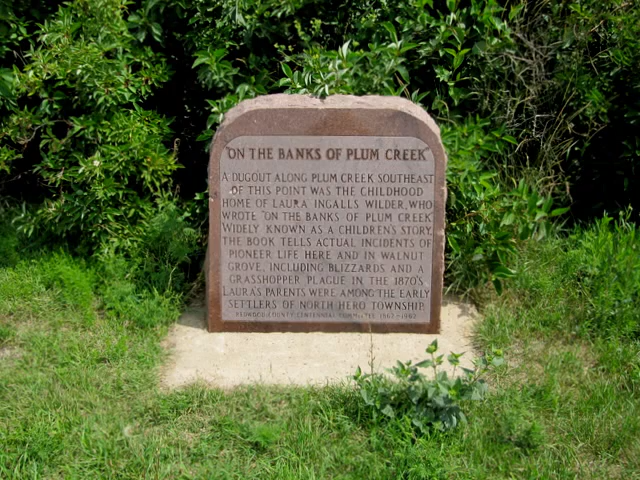 "ON THE BANKS OF PLUM CREEK"
A DUGOUT ALONG PLUM CREEK SOUTHEAST
OF THIS POINT WAS THE CHILDHOOD
HOME OF LAURA INGALLS WILDER, WHO
WROTE "ON THE BANKS OF PLUM CREEK"
WIDELY KNOWN AS A CHILDREN'S STORY,
THE BOOK TELLS ACTUAL INCIDENTS OF
PIONEER LIFE HERE AND IN WALNUT
GROVE, INCLUDING BLIZZARDS AND A
GRASSHOPPER PLAGUE IN THE 1870'S.
LAURA'S PARENTS WERE AMONG THE EARLY
SETTLERS OF NORTH HERO TOWNSHIP.
REDWOOD COUNTY CENTENNIAL COMMITTEE 1862-1962